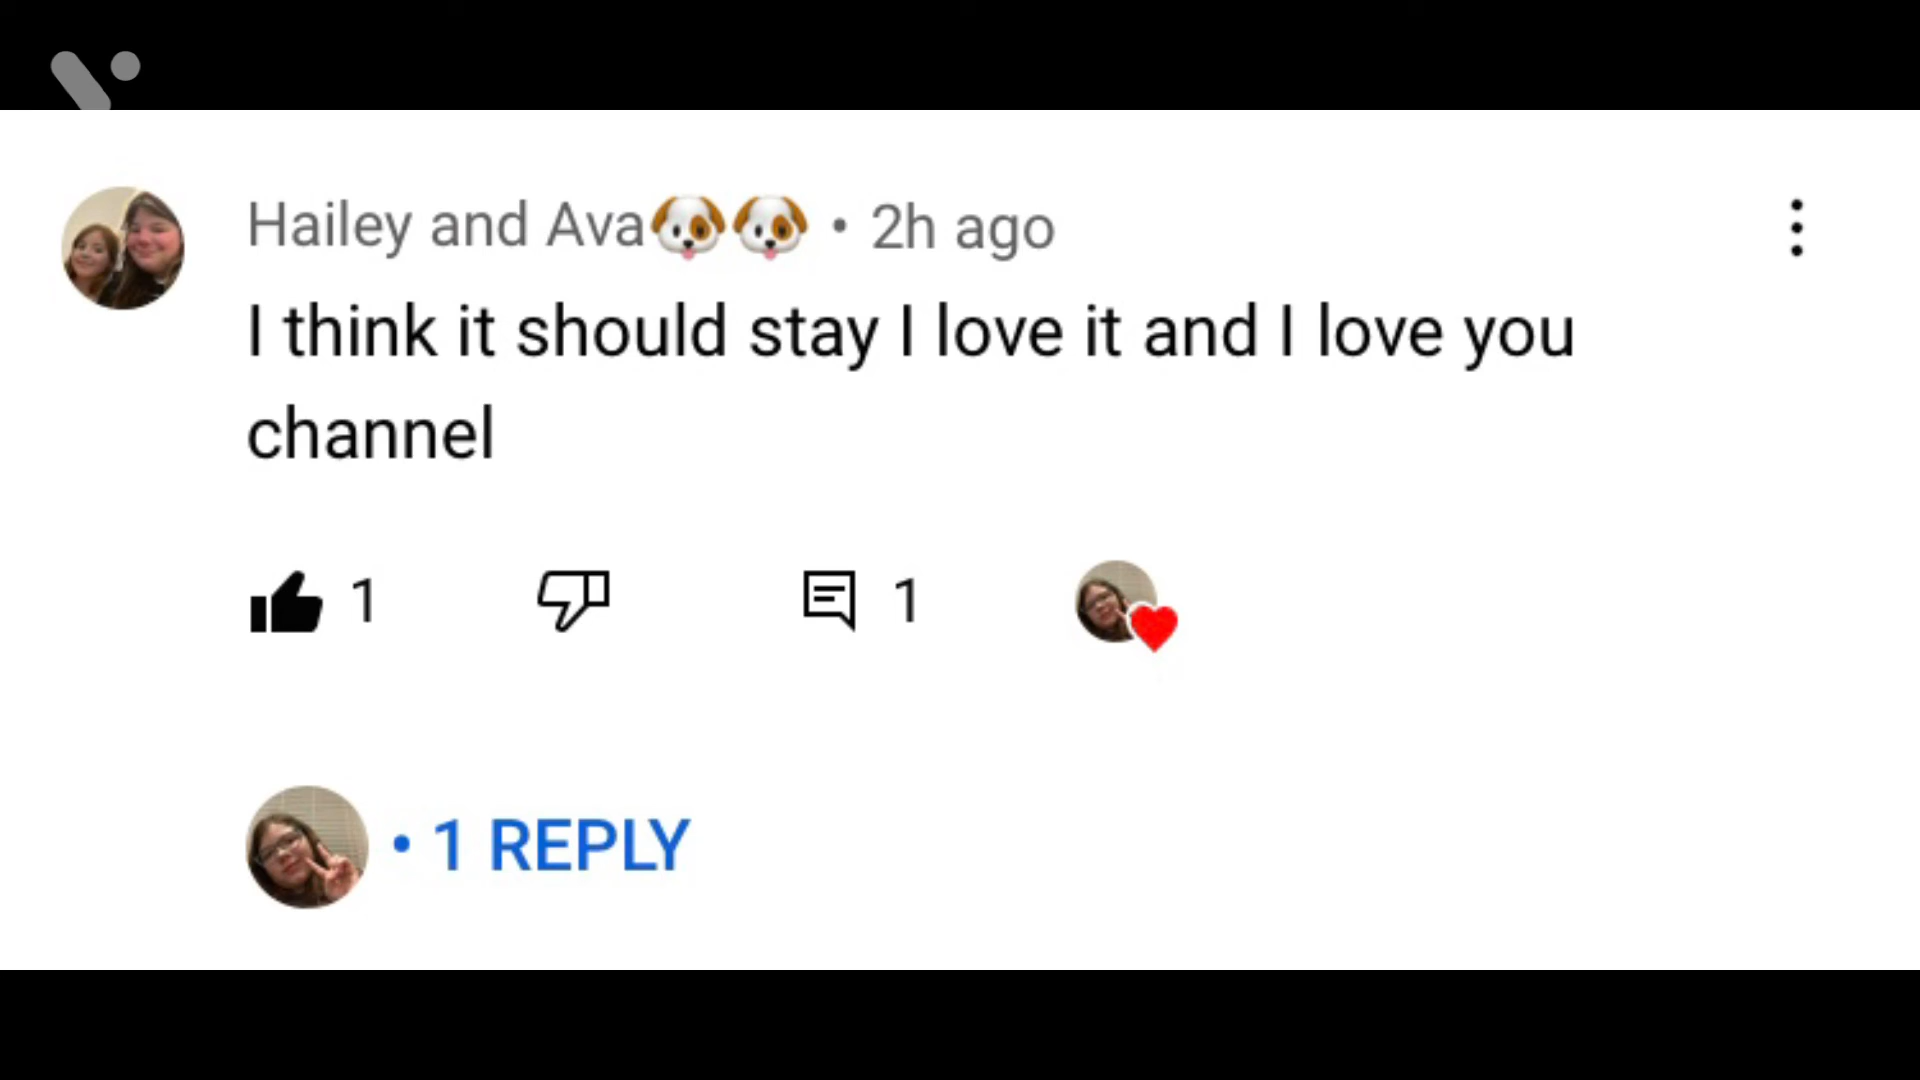 Hailey and Ava🐶🐶 • 2h ago
I think it should stay I love it and I love you
channel
1 1
• 1 REPLY